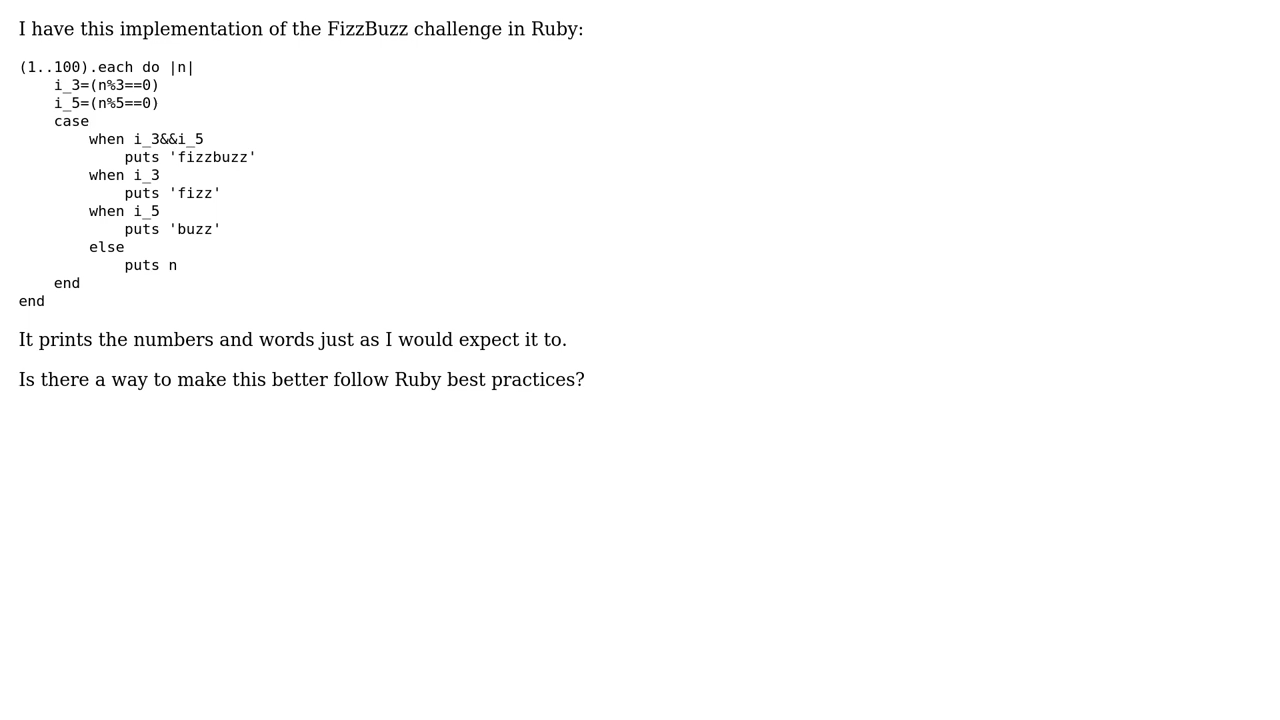 I have this implementation of the FizzBuzz challenge in Ruby:
(1..100).each do |n|
    i_3=(n%3==0)
    i_5=(n%5==0)
    case
        when i_3&&i_5
            puts 'fizzbuzz'
        when i_3
            puts 'fizz'
        when i_5
            puts 'buzz'
        else
            puts n
    end
end
It prints the numbers and words just as I would expect it to.
Is there a way to make this better follow Ruby best practices?